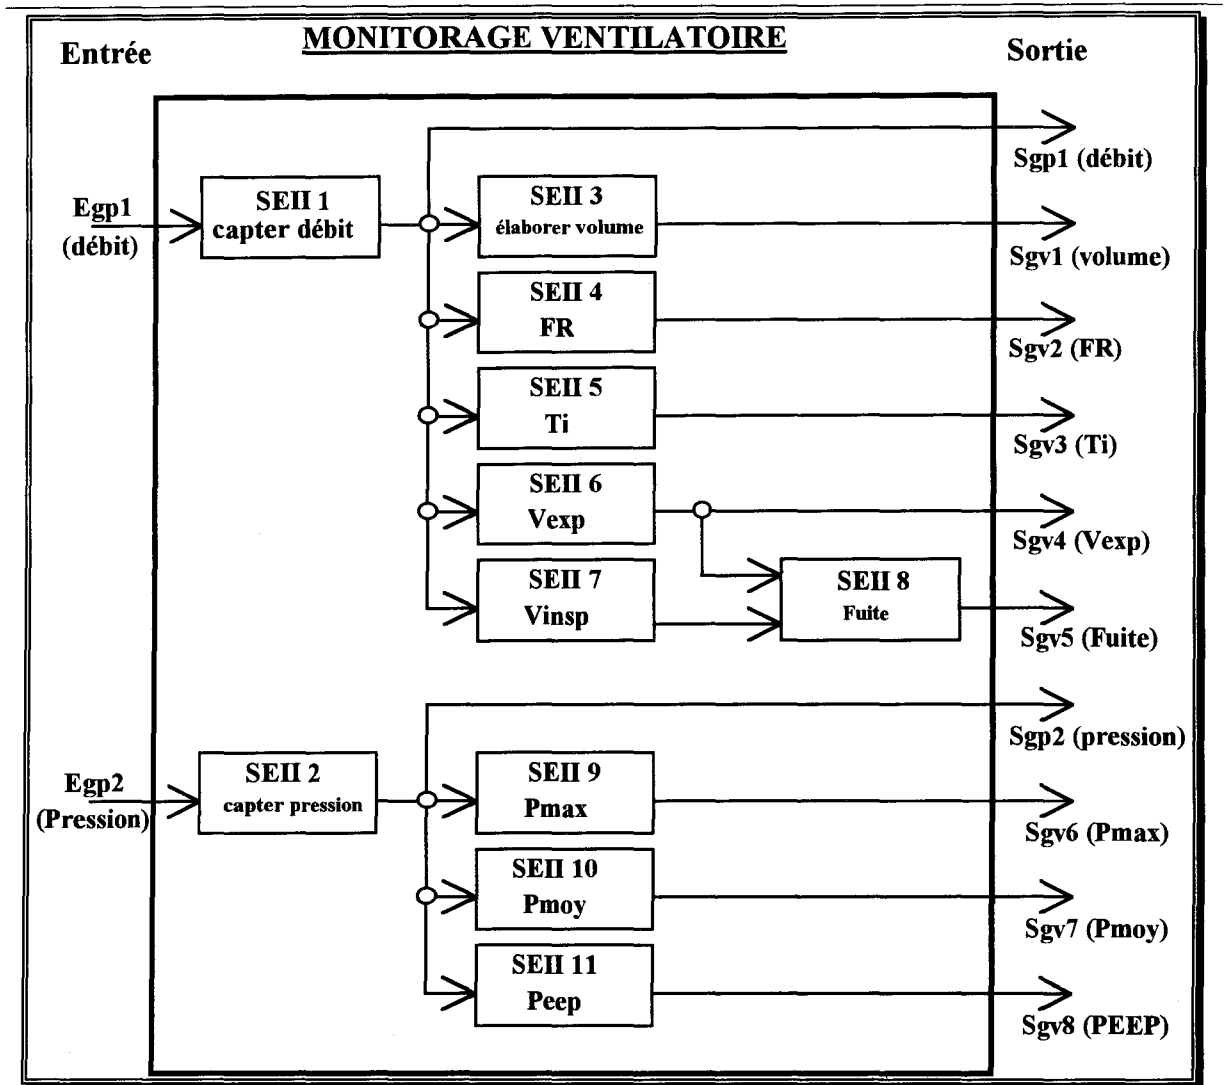 MONITORAGE VENTILATOIRE
Entrée
Sortie
Sgp1 (débit)
Egp1
(débit)
SEII 1
capter débit
SEII 3
élaborer volume
Sgv1 (volume)
SEII 4
FR
Sgv2 (FR)
SEII 5
Ti
Sgv3 (Ti)
SEII 6
Vexp
Sgv4 (Vexp)
SEII 7
Vinsp
SEII 8
Fuite
Sgv5 (Fuite)
Sgp2 (pression)
Egp2
(Pression)
SEII 2
capter pression
SEII 9
Pmax
Sgv6 (Pmax)
SEII 10
Pmoy
Sgv7 (Pmoy)
SEII 11
Peep
Sgv8 (PEEP)